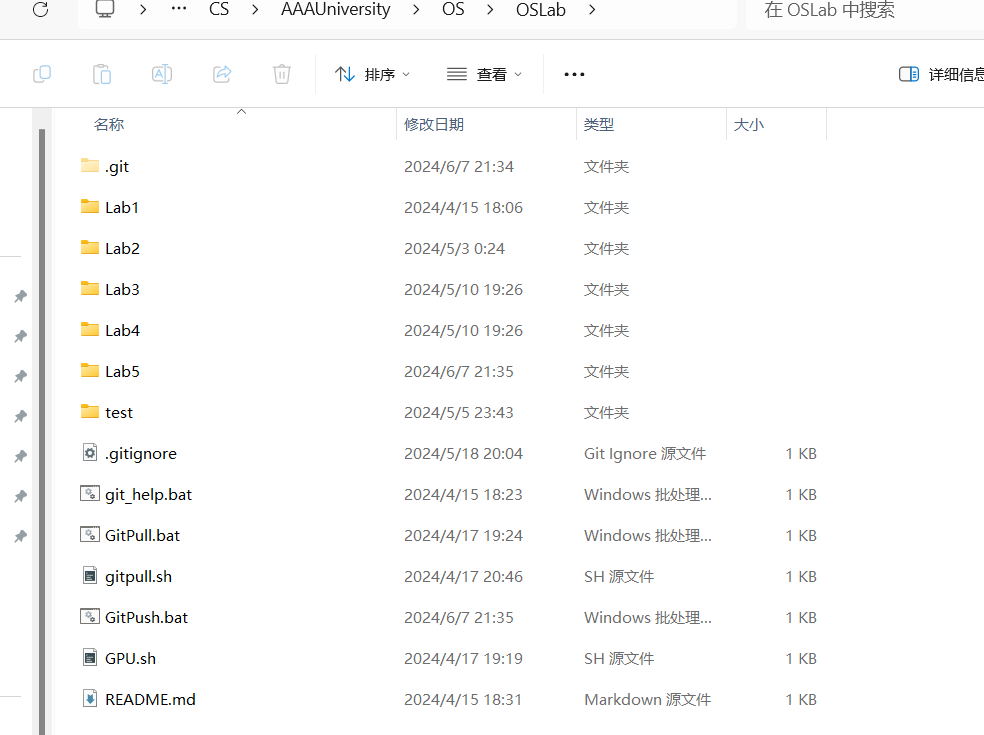 ··· CS AAAUniversity OS OSLab 在 OSLab 中搜索
排序 查看 ··· 详细信息
名称 修改日期 类型 大小
.git 2024/6/7 21:34 文件夹
Lab1 2024/4/15 18:06 文件夹
Lab2 2024/5/3 0:24 文件夹
Lab3 2024/5/10 19:26 文件夹
Lab4 2024/5/10 19:26 文件夹
Lab5 2024/6/7 21:35 文件夹
test 2024/5/5 23:43 文件夹
.gitignore 2024/5/18 20:04 Git Ignore 源文件 1 KB
git_help.bat 2024/4/15 18:23 Windows 批处理... 1 KB
GitPull.bat 2024/4/17 19:24 Windows 批处理... 1 KB
gitpull.sh 2024/4/17 20:46 SH 源文件 1 KB
GitPush.bat 2024/6/7 21:35 Windows 批处理... 1 KB
GPU.sh 2024/4/17 19:19 SH 源文件 1 KB
README.md 2024/4/15 18:31 Markdown 源文件 1 KB